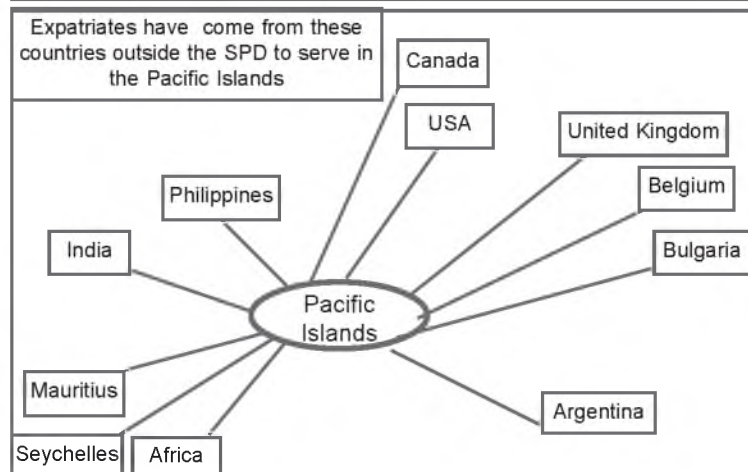 Expatriates have come from these
countries outside the SPD to serve in
the Pacific Islands
Canada
USA
United Kingdom
Philippines
Belgium
India
Bulgaria
Pacific
Islands
Mauritius
Argentina
Seychelles
Africa